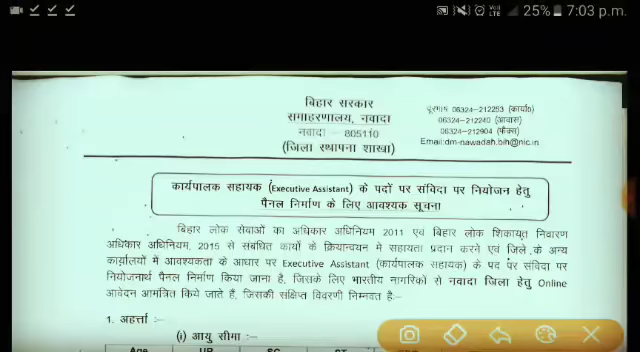 25% 7:03 p.m.
बिहार सरकार
समाहरणालय, नवादा
नवादा – 805110
(जिला स्थापना शाखा)
दूरभाष 06324-212253 (कार्या०)
06324-212240 (आवास)
06324-212904 (फैक्स)
Email:dm-nawadah.bih@nic.in
कार्यपालक सहायक (Executive Assistant) के पदों पर संविदा पर नियोजन हेतु
पैनल निर्माण के लिए आवश्यक सूचना
बिहार लोक सेवाओं का अधिकार अधिनियम 2011 एवं बिहार लोक शिकायत निवारण
अधिकार अधिनियम, 2015 से संबंधित कार्यो के क्रियान्वयन मे सहायता प्रदान करने एवं जिले के अन्य
कार्यालयों में आवश्यकता के आधार पर Executive Assistant (कार्यपालक सहायक) के पद पर संविदा पर
नियोजनार्थ पैनल निर्माण किया जाना है, जिसके लिए भारतीय नागरिकों से नवादा जिला हेतु Online
आवेदन आमंत्रित किये जाते हैं, जिसकी संक्षिप्त विवरणी निम्नवत है:–
1. अहर्त्ता :–
(i) आयु सीमा :–
Age UR SC ST